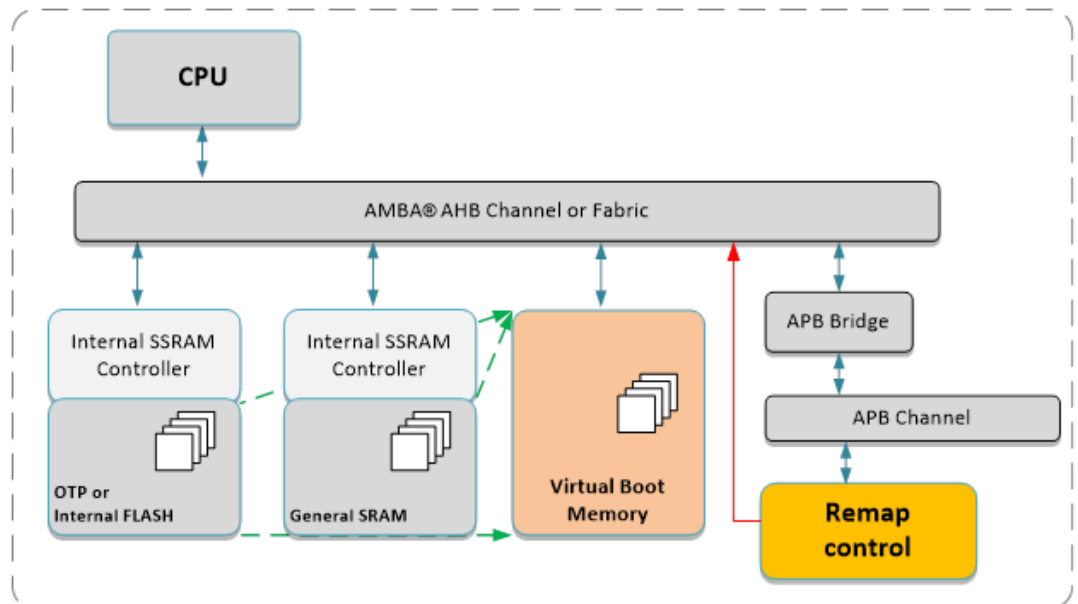 CPU
AMBA® AHB Channel or Fabric
Internal SSRAM
Controller
OTP or
Internal FLASH
Internal SSRAM
Controller
General SRAM
Virtual Boot
Memory
APB Bridge
APB Channel
Remap
control